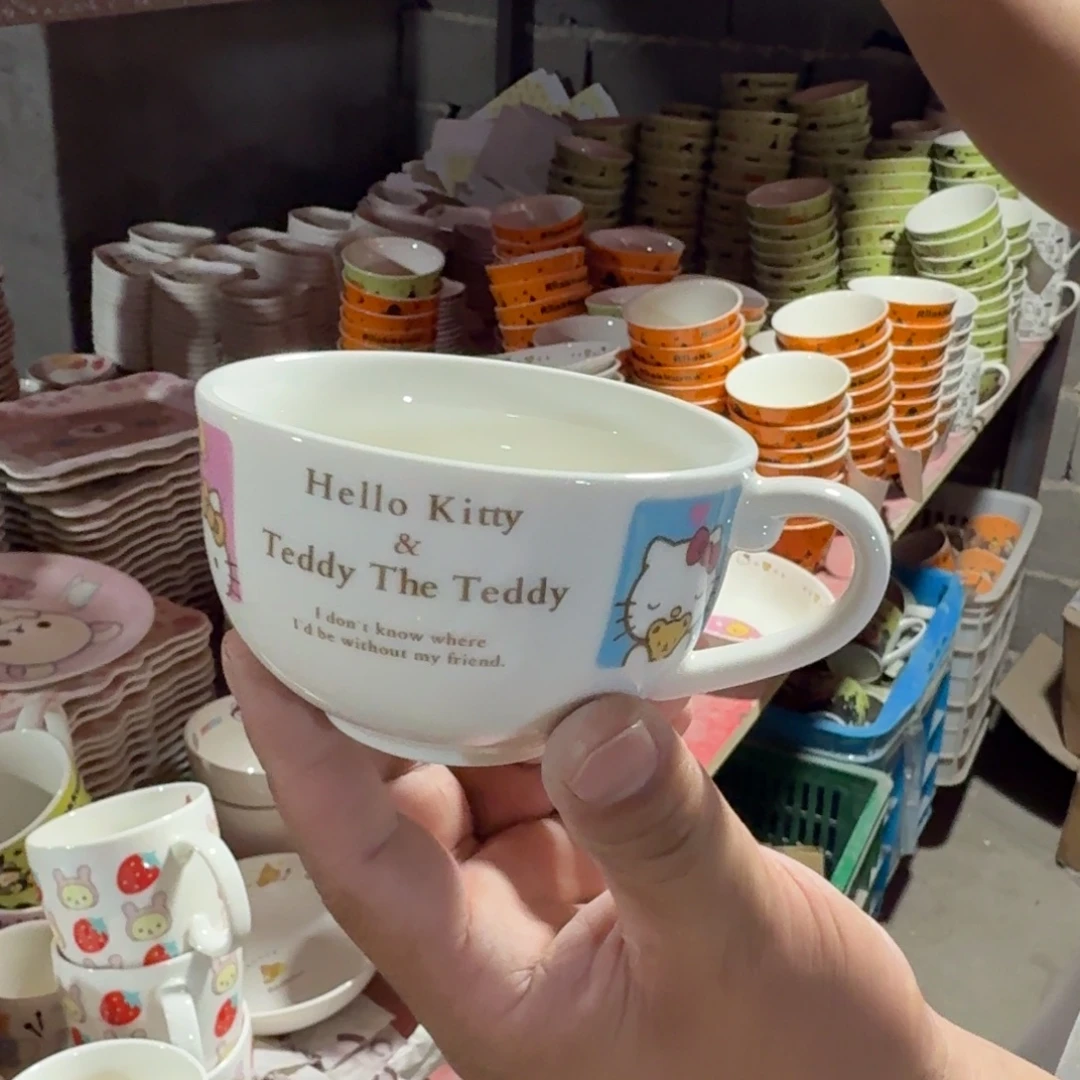 Hello Kitty
&
Teddy The Teddy
I don't know where
I'd be without my friend.